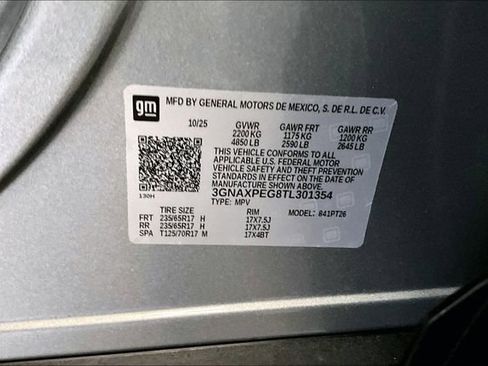 gm MFD BY GENERAL MOTORS DE MEXICO, S. DE R.L. DE C.V.
10/25 GVWR GAWR FRT GAWR RR
2200 KG 1175 KG 1200 KG
4850 LB 2590 LB 2645 LB
THIS VEHICLE CONFORMS TO ALL
APPLICABLE U.S. FEDERAL MOTOR
VEHICLE SAFETY AND THEFT
PREVENTION STANDARDS IN EFFECT ON THE DATE OF
MANUFACTURE SHOWN ABOVE.
3GNAXPEG8TL301354
130H TYPE: MPV MODEL: 841PT26
TIRE SIZE RIM
FRT 235/65R17 H 17X7.5J
RR 235/65R17 H 17X7.5J
SPA T125/70R17 M 17X4BT